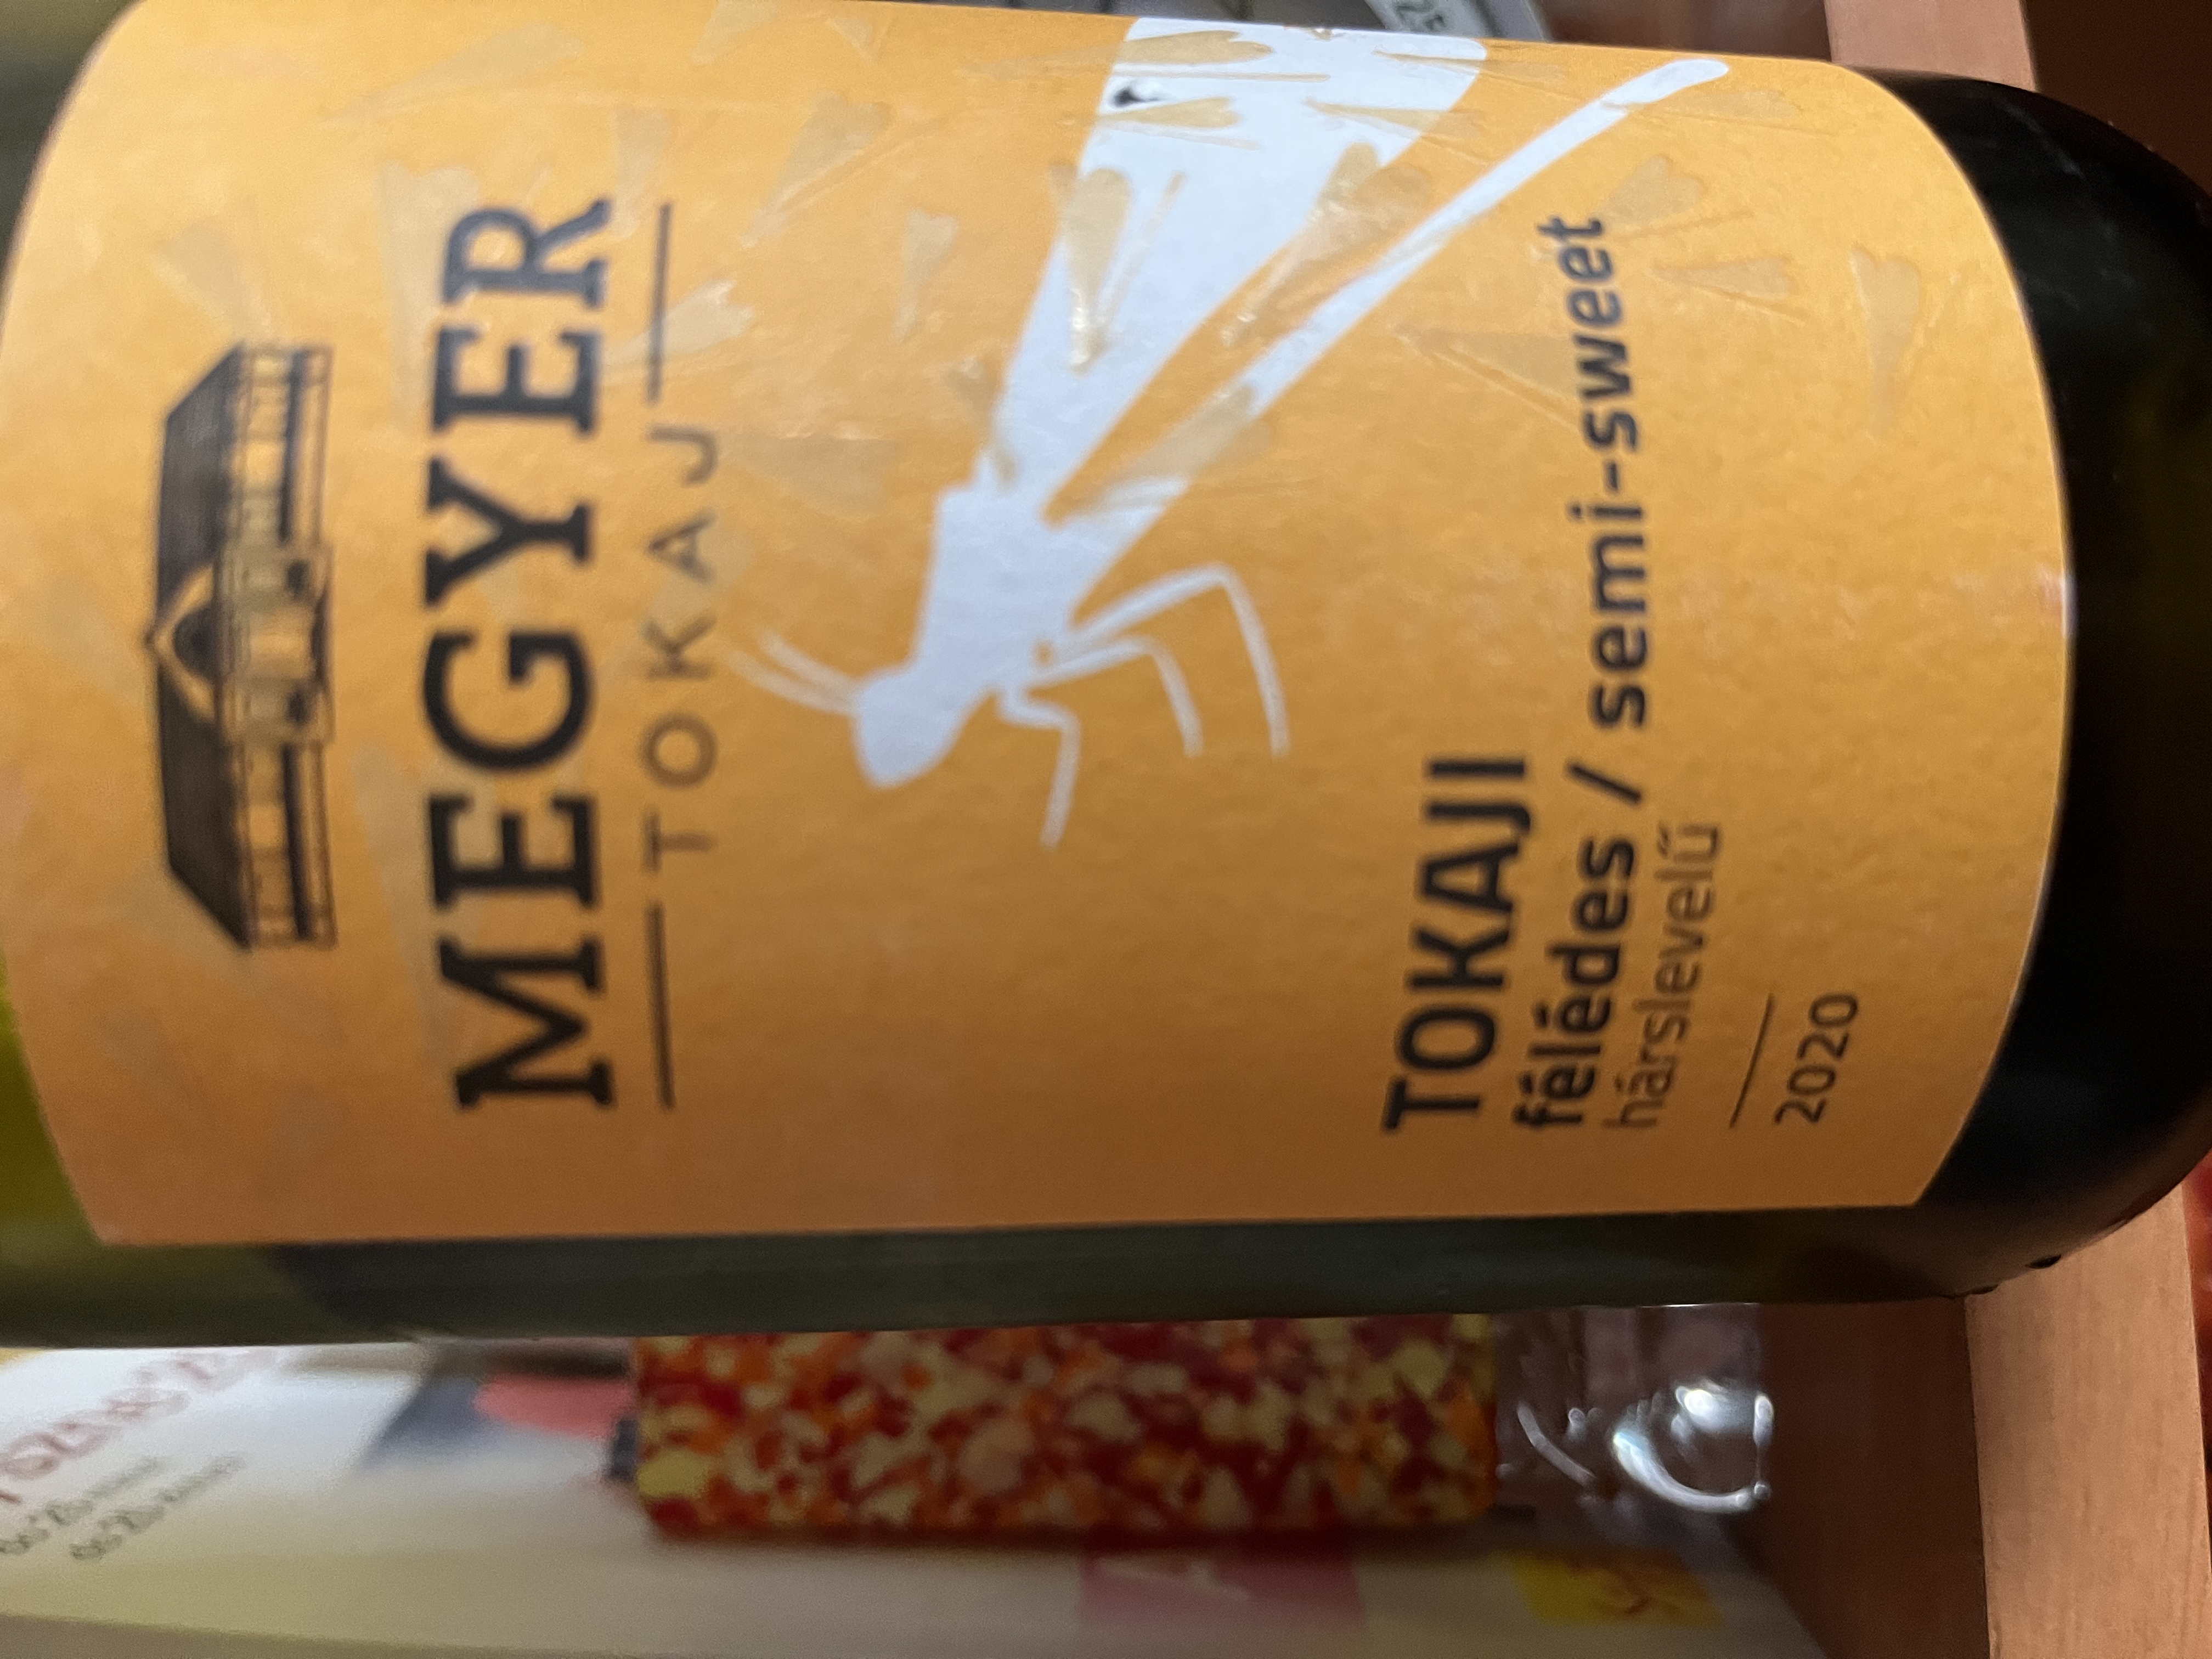 MEGYER
TOKAJ
TOKAJI
félédes / semi-sweet
hárslevelű
2020